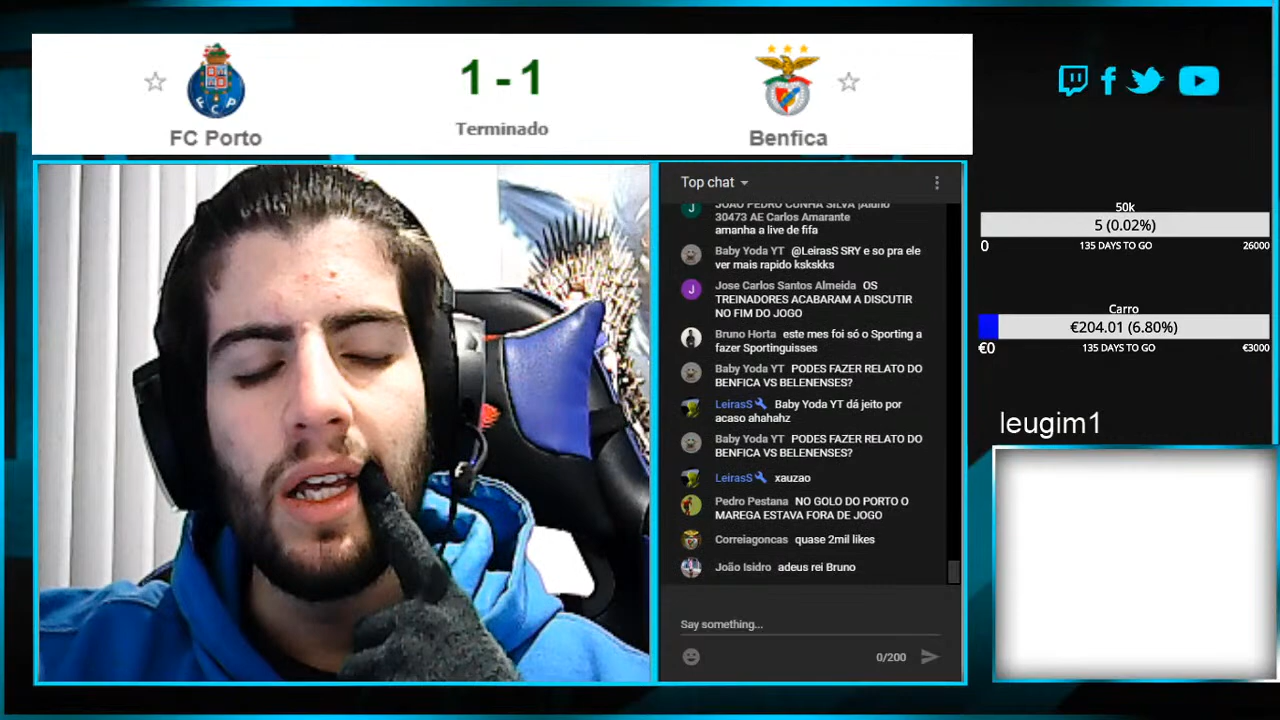 FC Porto
1 - 1
Terminado
Benfica
FCP
Top chat
J
JOÃO PEDRO CUNHA SILVA |Aluno
30473 AE Carlos Amarante
amanha a live de fifa
Baby Yoda YT @LeirasS SRY e so pra ele
ver mais rapido kskskks
J
Jose Carlos Santos Almeida OS
TREINADORES ACABARAM A DISCUTIR
NO FIM DO JOGO
Bruno Horta este mes foi só o Sporting a
fazer Sportinguisses
Baby Yoda YT PODES FAZER RELATO DO
BENFICA VS BELENENSES?
LeirasS Baby Yoda YT dá jeito por
acaso ahahahz
Baby Yoda YT PODES FAZER RELATO DO
BENFICA VS BELENENSES?
LeirasS xauzao
Pedro Pestana NO GOLO DO PORTO O
MAREGA ESTAVA FORA DE JOGO
Correiagoncas quase 2mil likes
João Isidro adeus rei Bruno
Say something...
0/200
50k
5 (0.02%)
0
135 DAYS TO GO
26000
Carro
€204.01 (6.80%)
€0
135 DAYS TO GO
€3000
leugim1